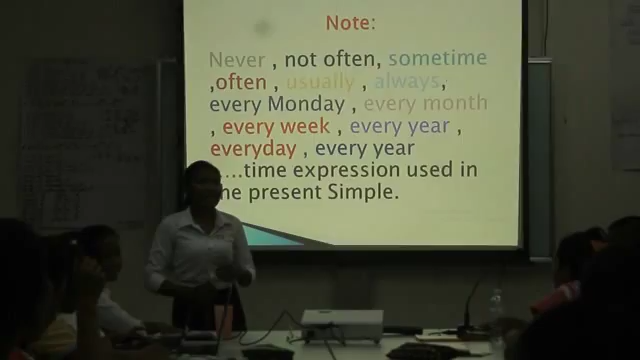 Note:
Never , not often, sometime
,often , usually , always,
every Monday , every month
, every week , every year ,
everyday , every year
....time expression used in
present Simple.